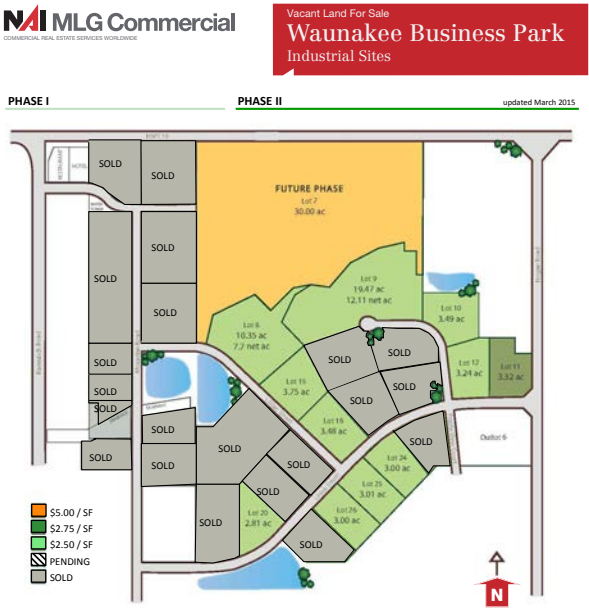 NAI MLG Commercial
COMMERCIAL REAL ESTATE SERVICES WORLDWIDE
Vacant Land For Sale
Waunakee Business Park
Industrial Sites
PHASE I
PHASE II
updated March 2015
RESTAURANT
HOTEL
SOLD
SOLD
FUTURE PHASE
Lot 7
30.00 ac
SOLD
SOLD
SOLD
Lot 9
19.47 ac
12.11 net ac
Lot 10
3.49 ac
Lot 8
10.35 ac
7.7 net ac
SOLD
SOLD
SOLD
SOLD
Lot 12
3.24 ac
Lot 11
3.32 ac
Lot 15
3.75 ac
SOLD
SOLD
SOLD
SOLD
Lot 16
3.48 ac
SOLD
SOLD
Outlot 6
SOLD
SOLD
Lot 24
3.00 ac
SOLD
SOLD
Lot 25
3.01 ac
SOLD
Lot 20
2.81 ac
Lot 26
3.00 ac
SOLD
SOLD
$5.00 / SF
$2.75 / SF
$2.50 / SF
PENDING
SOLD
N